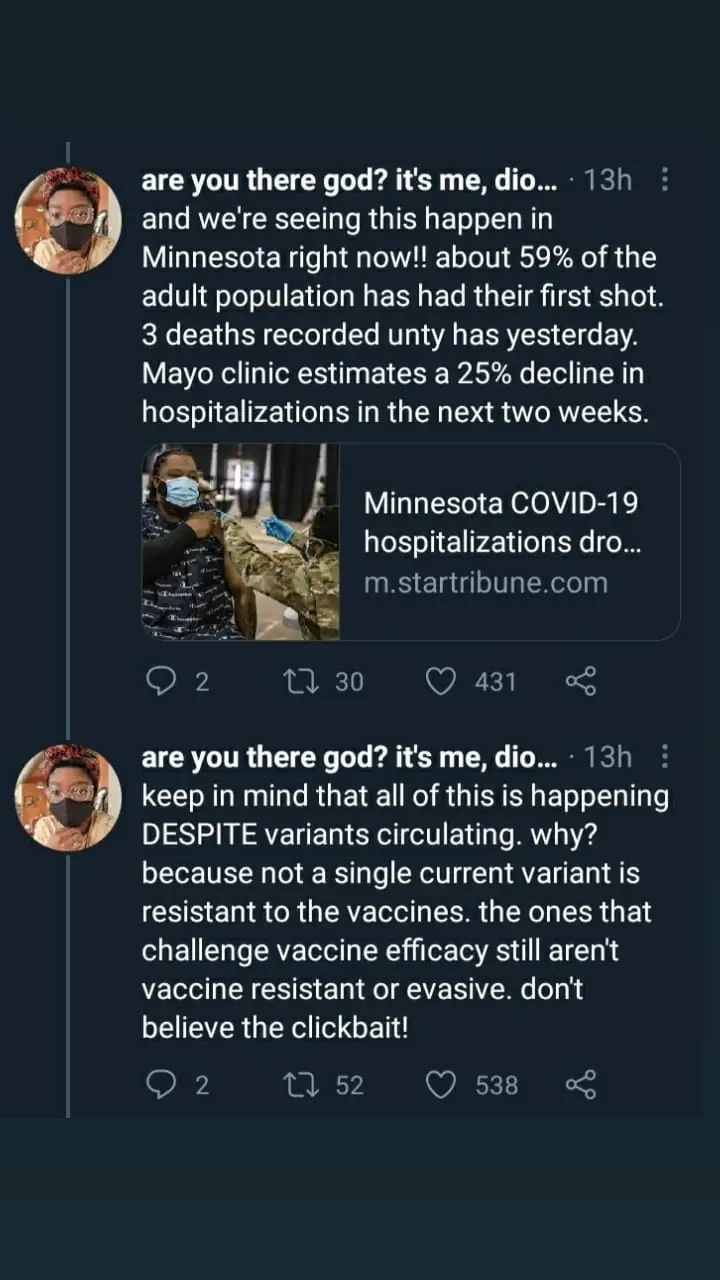 are you there god? it's me, dio... · 13h
and we're seeing this happen in
Minnesota right now!! about 59% of the
adult population has had their first shot.
3 deaths recorded unty has yesterday.
Mayo clinic estimates a 25% decline in
hospitalizations in the next two weeks.
Minnesota COVID-19
hospitalizations dro...
m.startribune.com
2 30 431
are you there god? it's me, dio... · 13h
keep in mind that all of this is happening
DESPITE variants circulating. why?
because not a single current variant is
resistant to the vaccines. the ones that
challenge vaccine efficacy still aren't
vaccine resistant or evasive. don't
believe the clickbait!
2 52 538